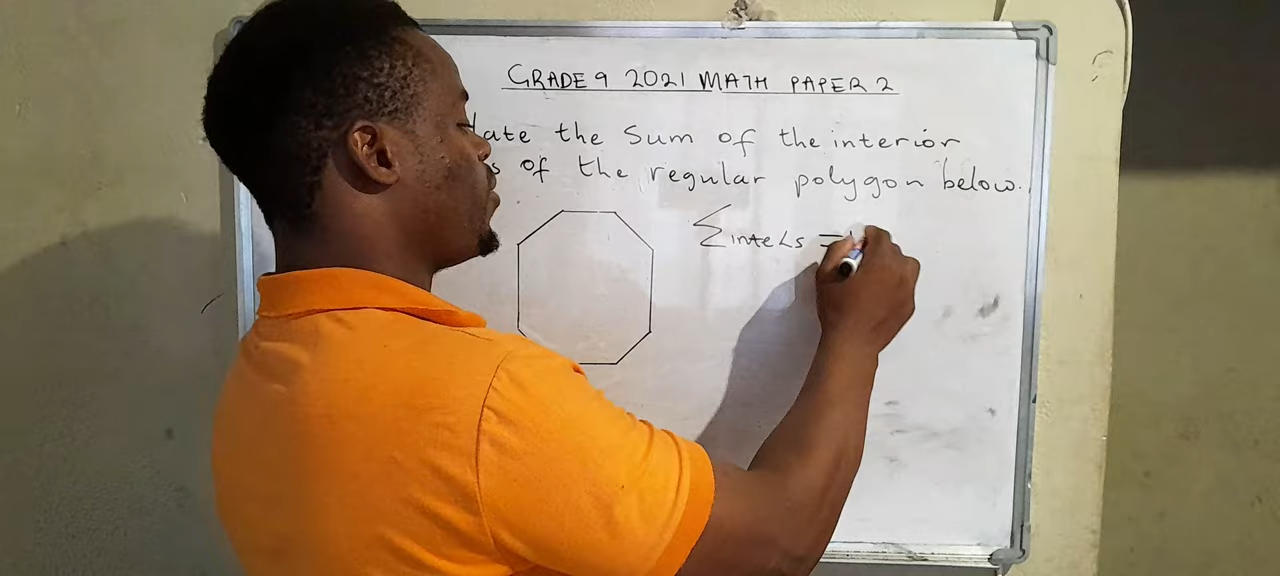 GRADE 9 2021 MATH PAPER 2
late the Sum of the interior
s of the regular polygon below.
∑inte∠s =